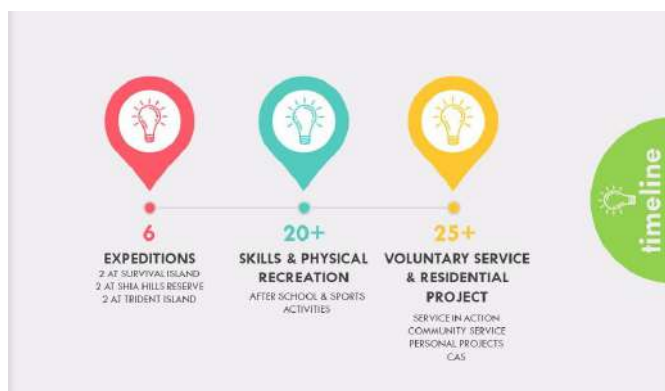 6
EXPEDITIONS
2 AT SURVIVAL ISLAND
2 AT SHIA HILLS RESERVE
2 AT TRIDENT ISLAND
20+
SKILLS & PHYSICAL
RECREATION
AFTER SCHOOL & SPORTS
ACTIVITIES
25+
VOLUNTARY SERVICE
& RESIDENTIAL
PROJECT
SERVICE IN ACTION
COMMUNITY SERVICE
PERSONAL PROJECTS
CAS
timeline